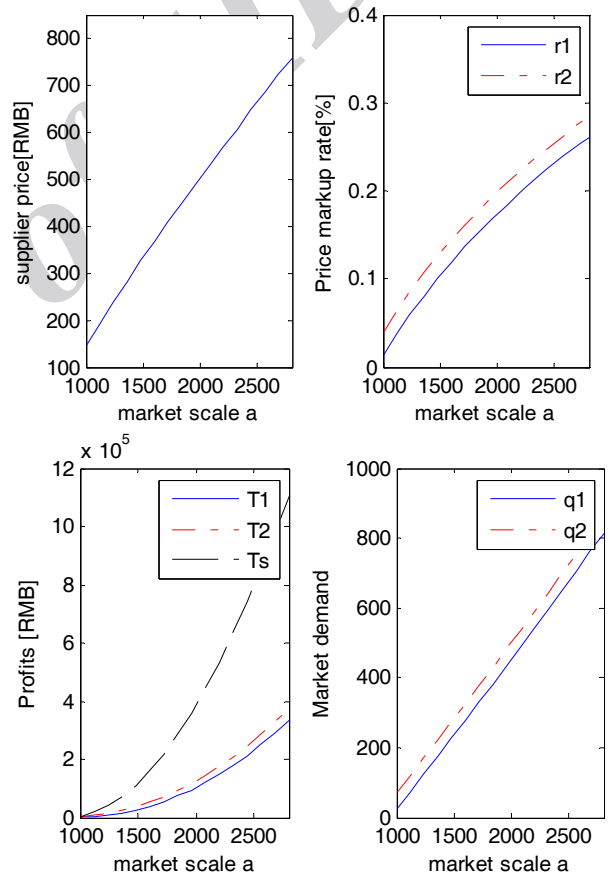 800
700
600
500
400
300
200
100
supplier price[RMB]
1000 1500 2000 2500
market scale a
0.4
0.3
0.2
0.1
0
Price markup rate[%]
r1
r2
1000 1500 2000 2500
market scale a
x 10^5
12
10
8
6
4
2
0
Profits [RMB]
T1
T2
Ts
1000 1500 2000 2500
market scale a
1000
800
600
400
200
0
Market demand
q1
q2
1000 1500 2000 2500
market scale a